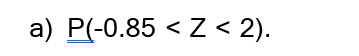 a) P(-0.85 < Z < 2).